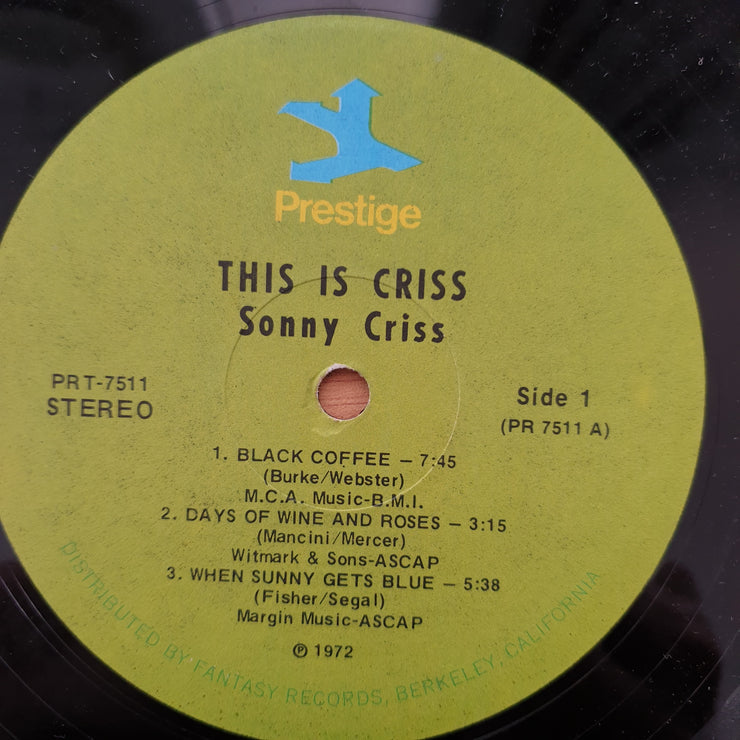 Prestige
THIS IS CRISS
Sonny Criss
PRT-7511
STEREO
Side 1
(PR 7511 A)
1. BLACK COFFEE – 7:45
(Burke/Webster)
M.C.A. Music-B.M.I.
2. DAYS OF WINE AND ROSES – 3:15
(Mancini/Mercer)
Witmark & Sons-ASCAP
3. WHEN SUNNY GETS BLUE – 5:38
(Fisher/Segal)
Margin Music-ASCAP
℗ 1972
DISTRIBUTED BY FANTASY RECORDS, BERKELEY, CALIFORNIA